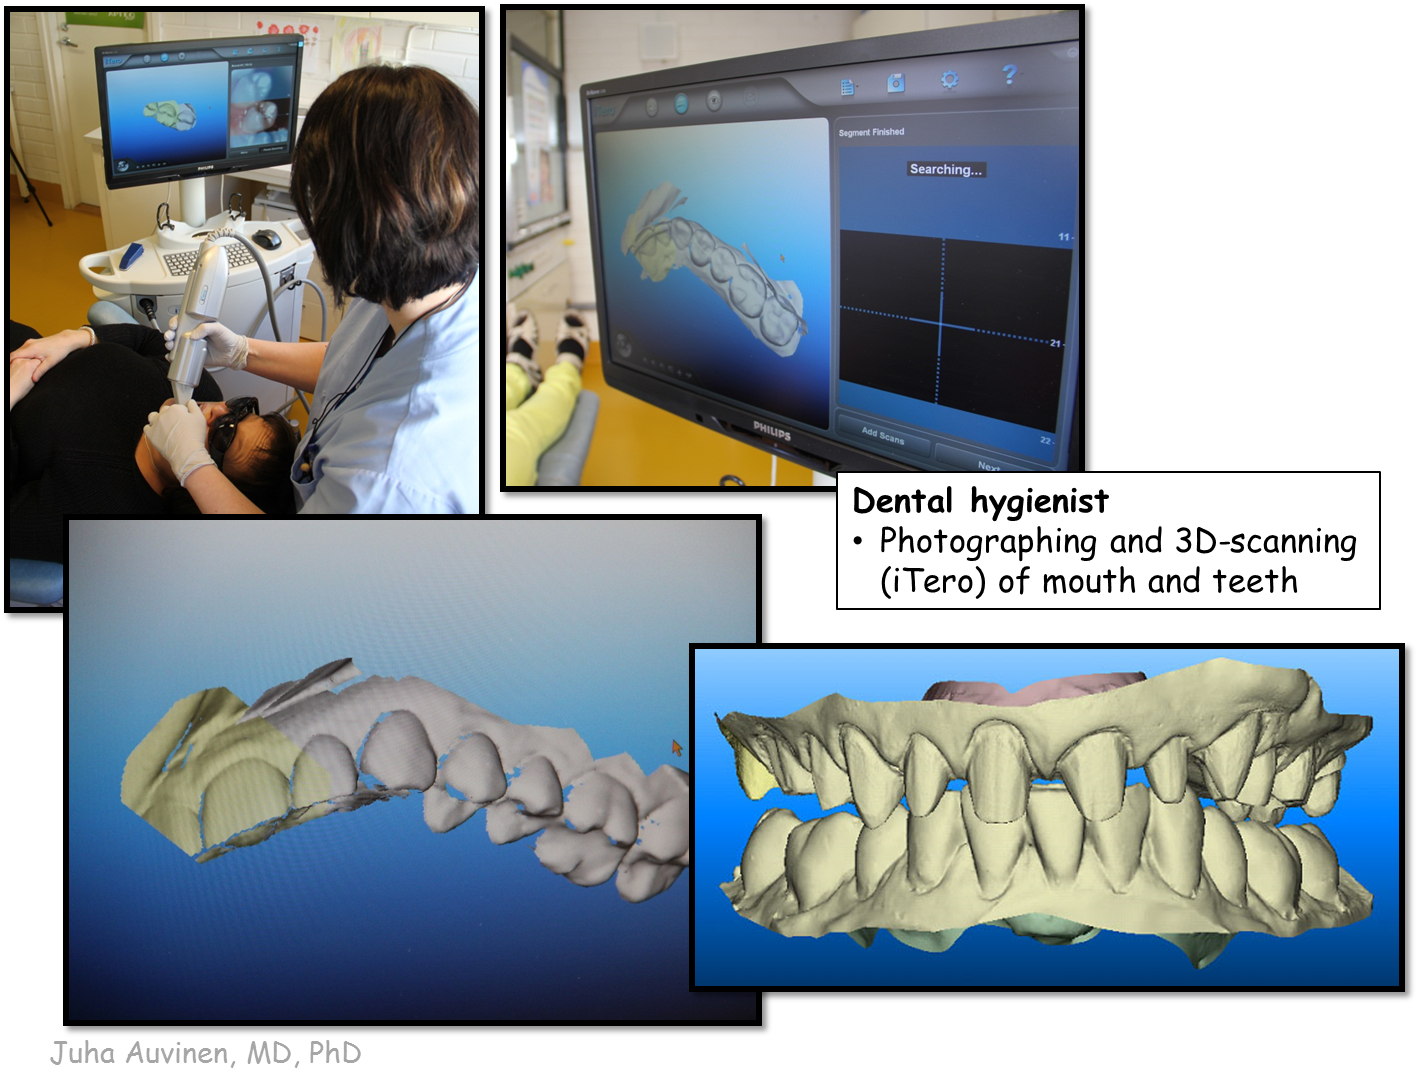 PHILIPS
Segment Finished
Searching...
11
21
22
Add Scans
Next
PHILIPS
Dental hygienist
• Photographing and 3D-scanning
(iTero) of mouth and teeth
Juha Auvinen, MD, PhD